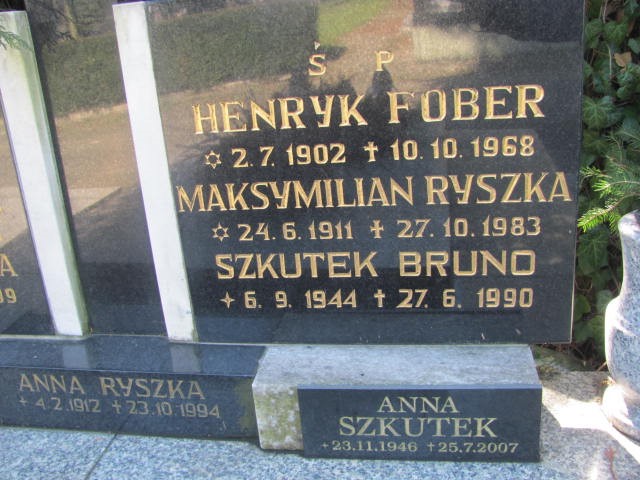 Ś P
HENRYK FOBER
✡ 2.7.1902 ✝ 10.10.1968
MAKSYMILIAN RYSZKA
✡ 24.6.1911 ✝ 27.10.1983
SZKUTEK BRUNO
✦ 6.9.1944 ✝ 27.6.1990
ANNA RYSZKA
+ 4.2.1912 + 23.10.1994
ANNA
SZKUTEK
+23.11.1946 +25.7.2007